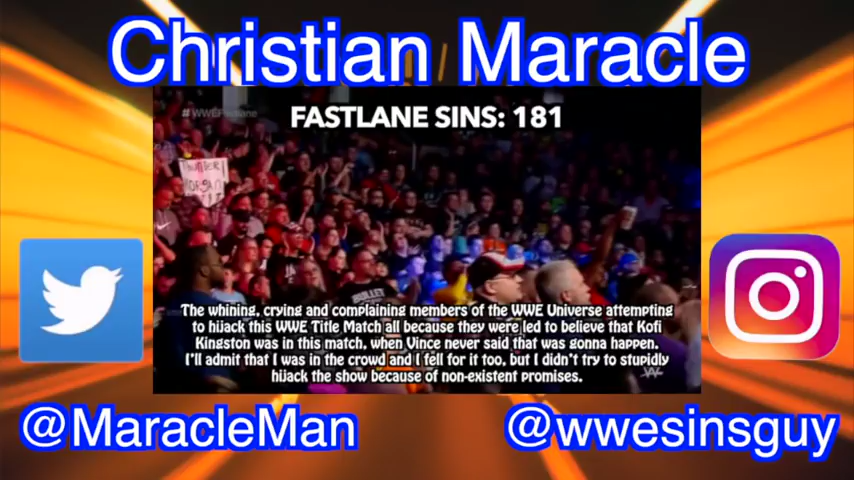 Christian Maracle
#WWEFastlane
FASTLANE SINS: 181
The whining, crying and complaining members of the WWE Universe attempting
to hijack this WWE Title Match all because they were led to believe that Kofi
Kingston was in this match, when Vince never said that was gonna happen.
I'll admit that I was in the crowd and I fell for it too, but I didn't try to stupidly
hijack the show because of non-existent promises.
@MaracleMan
@wwesinsguy